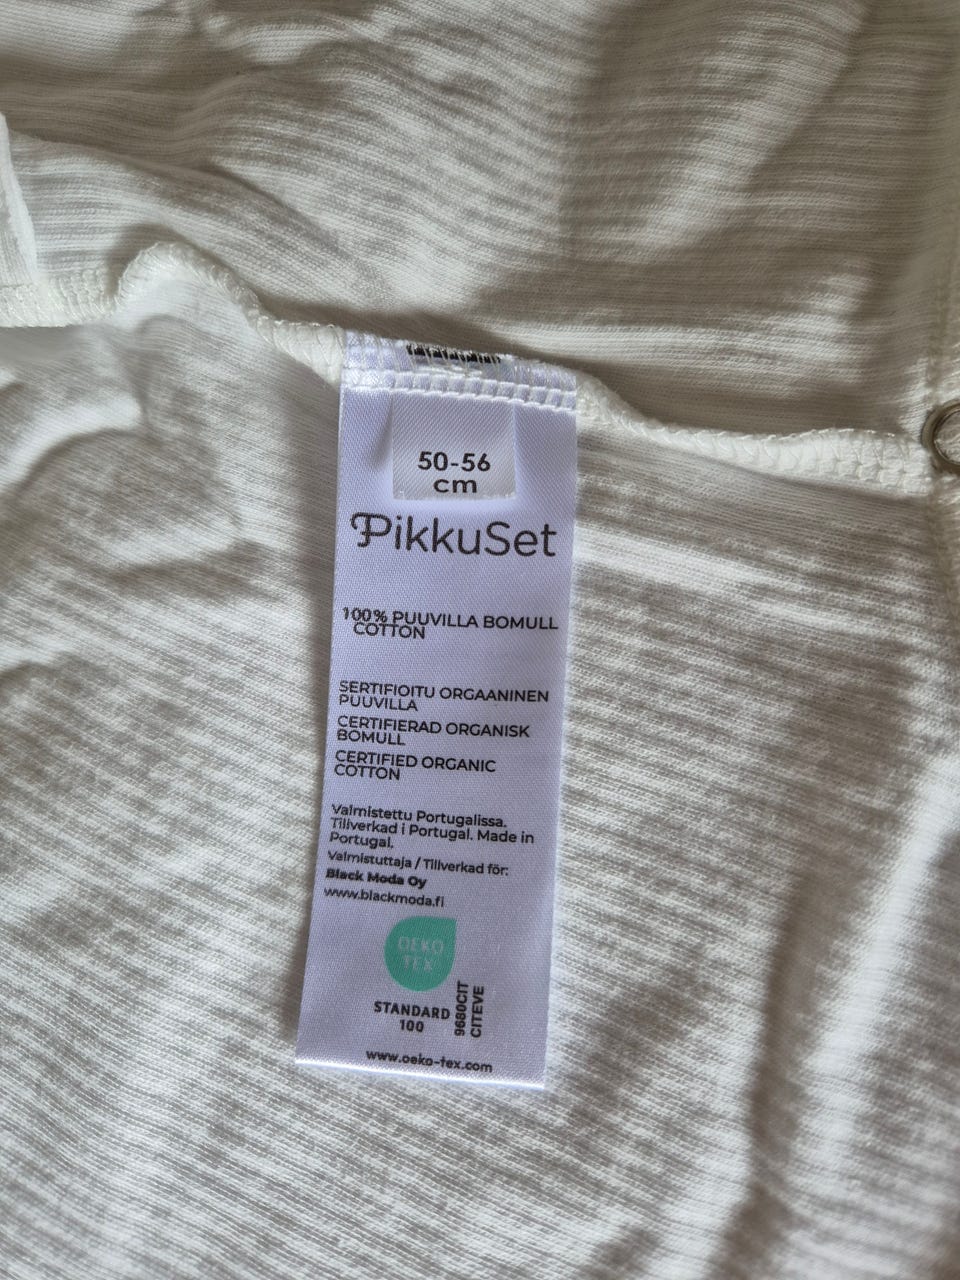 50-56
cm
PikkuSet
100% PUUVILLA BOMULL
COTTON
SERTIFIOITU ORGAANINEN
PUUVILLA
CERTIFIERAD ORGANISK
BOMULL
CERTIFIED ORGANIC
COTTON
Valmistettu Portugalissa.
Tillverkad i Portugal. Made in
Portugal.
Valmistuttaja / Tillverkad för:
Black Moda Oy
www.blackmoda.fi
OEKO
TEX
STANDARD
100
9680CIT
CITEVE
www.oeko-tex.com